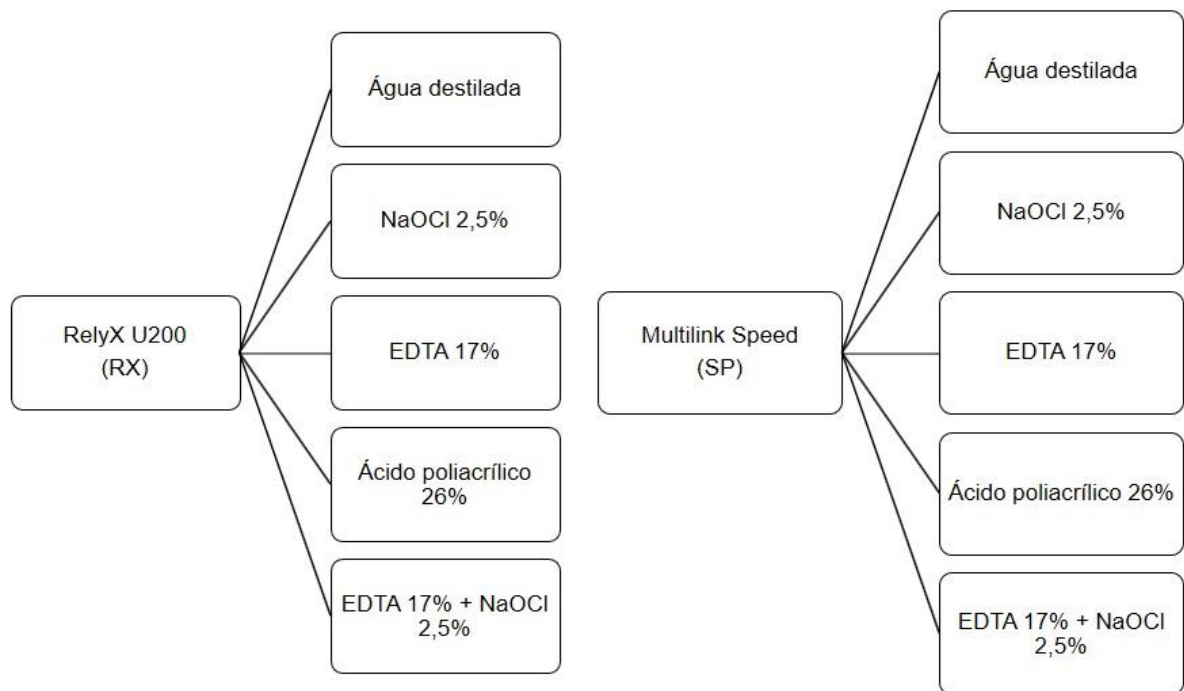 RelyX U200
(RX)
Água destilada
NaOCl 2,5%
EDTA 17%
Ácido poliacrílico
26%
EDTA 17% + NaOCl
2,5%
Multilink Speed
(SP)
Água destilada
NaOCl 2,5%
EDTA 17%
Ácido poliacrílico 26%
EDTA 17% + NaOCl
2,5%